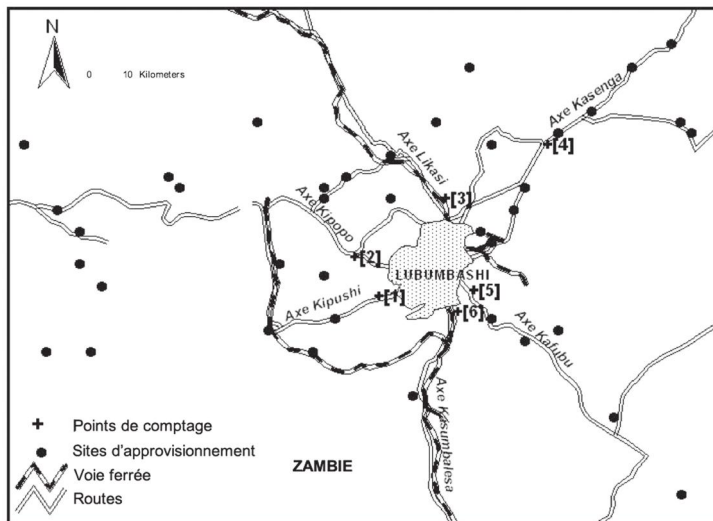 N
0 10 Kilometers
Axe Kasenga
[4]
Axe Likasi
[3]
Axe Kipopo
[2]
LUBUMBASHI
[1]
[5]
Axe Kipushi
[6]
Axe Kafubu
Axe Kasumbalesa
Points de comptage
Sites d'approvisionnement
Voie ferrée
Routes
ZAMBIE